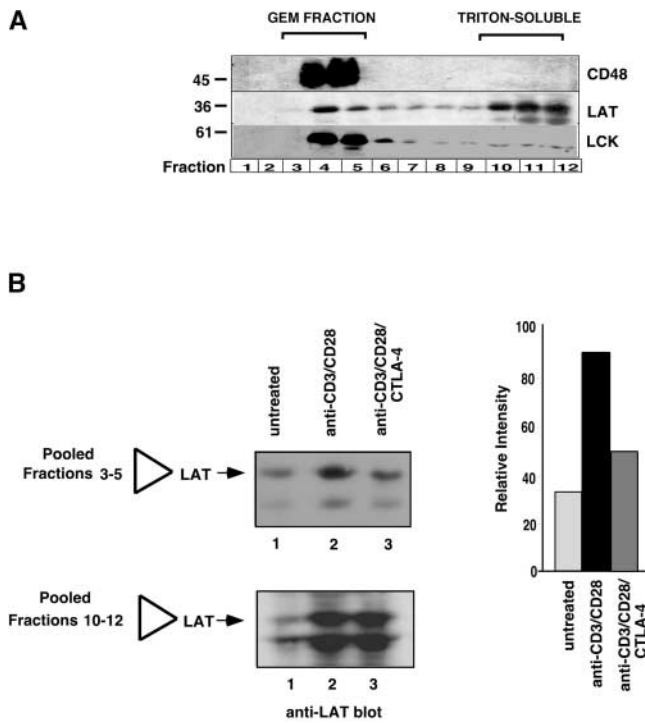 A
GEM FRACTION
TRITON-SOLUBLE
45
CD48
36
LAT
61
LCK
Fraction 1 2 3 4 5 6 7 8 9 10 11 12
B
untreated
anti-CD3/CD28
anti-CD3/CD28/
CTLA-4
Pooled
Fractions 3-5
LAT
1 2 3
Pooled
Fractions 10-12
LAT
1 2 3
anti-LAT blot
Relative Intensity
100
80
60
40
20
0
untreated
anti-CD3/CD28
anti-CD3/CD28/
CTLA-4